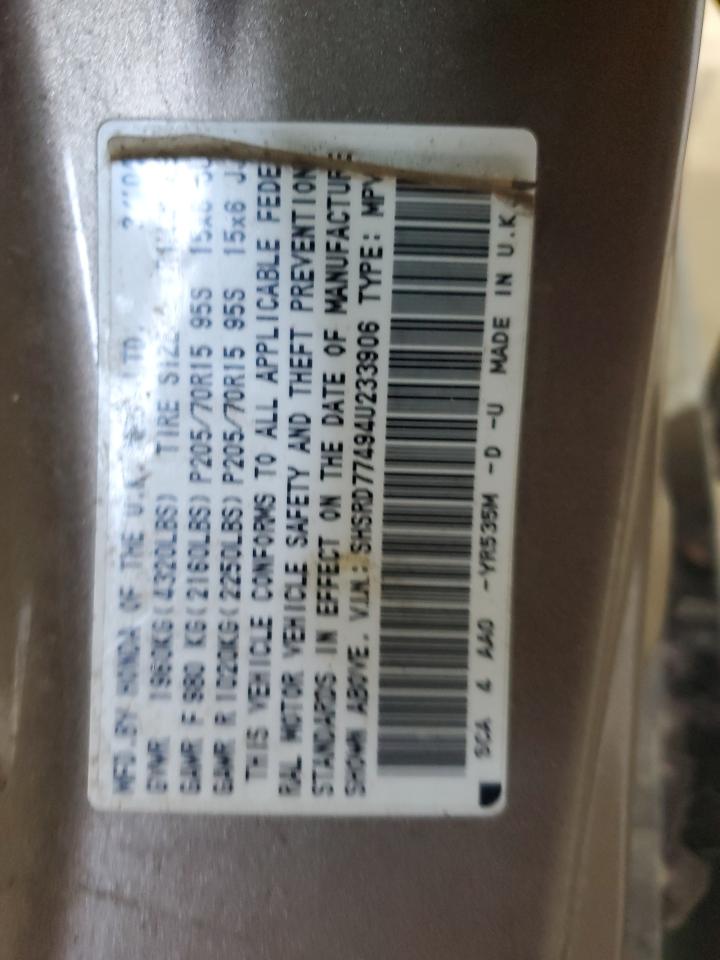 MFD.BY HONDA OF THE U.K. LTD.
GVWR 1960KG(4320LBS) TIRE SIZE
GAWR F 980 KG(2160LBS) P205/70R15 95S 15x6
GAWR R 1020KG(2250LBS) P205/70R15 95S 15x6 JJ
THIS VEHICLE CONFORMS TO ALL APPLICABLE FEDE
RAL MOTOR VEHICLE SAFETY AND THEFT PREVENTION
STANDARDS IN EFFECT ON THE DATE OF MANUFACTURE
SHOWN ABOVE. V.I.N.: SHSRD77494U233906 TYPE: MPV
SCA 4 AA0 -YR535M -D -U MADE IN U.K.